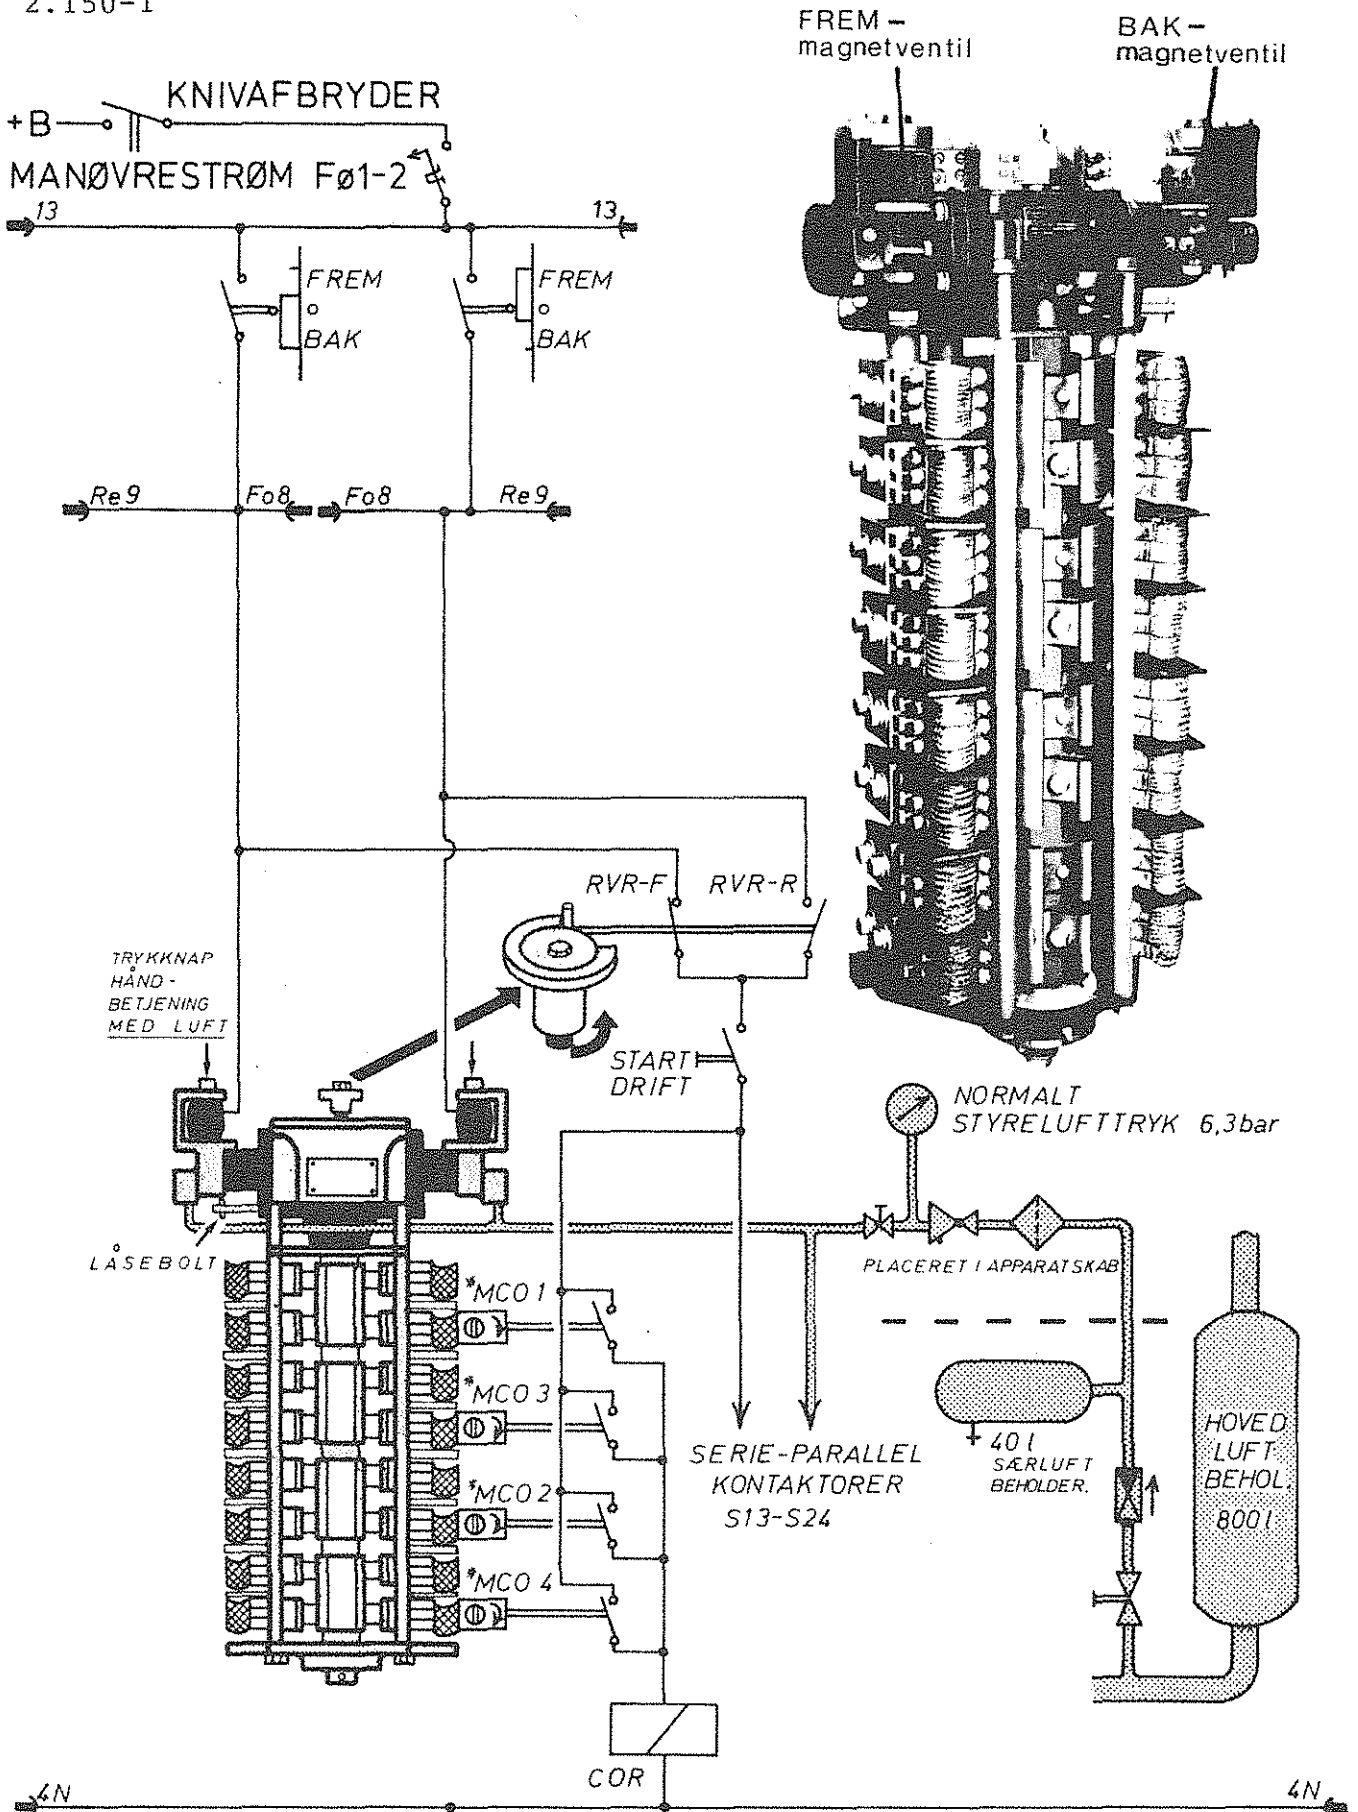 2.150-1
FREM-
magnetventil
BAK-
magnetventil
KNIVAFBRYDER
+B
MANØVRESTRØM Fø1-2
13
13
FREM
O
BAK
FREM
O
BAK
Re9
Fo8
Fo8
Re9
RVR-F
RVR-R
TRYKKNAP
HÅND-
BETJENING
MED LUFT
START
DRIFT
NORMALT
STYRELUFTTRYK 6,3bar
LÅSEBOLT
PLACERET I APPARATSKAB
*MCO 1
*MCO 3
*MCO 2
*MCO 4
SERIE-PARALLEL
KONTAKTORER
S13-S24
40 l
SÆRLUFT
BEHOLDER.
HOVED
LUFT
BEHOL.
800 l
COR
4N
4N